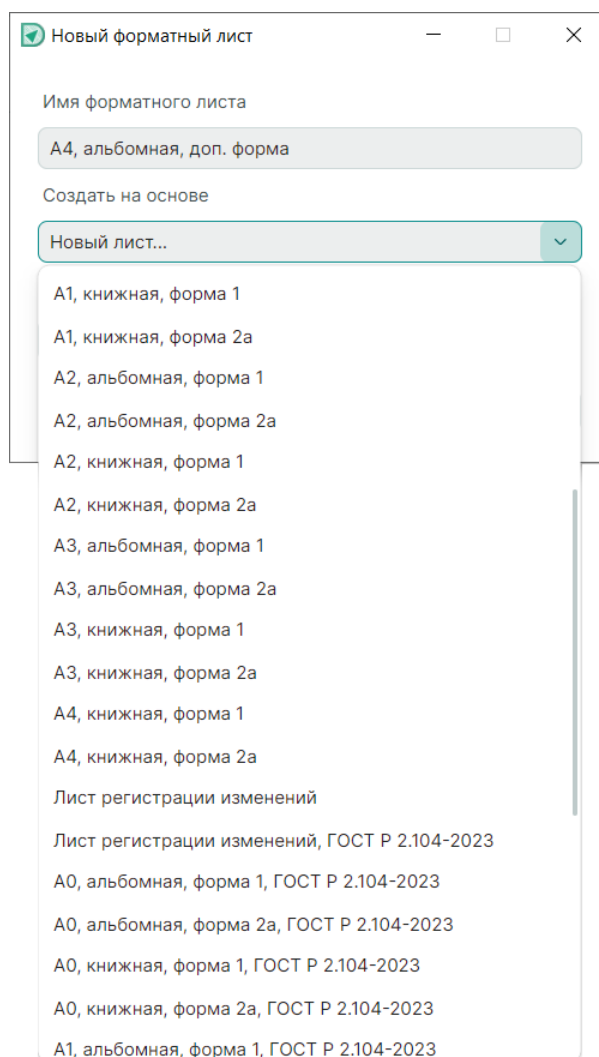 Новый форматный лист
Имя форматного листа
А4, альбомная, доп. форма
Создать на основе
Новый лист...
А1, книжная, форма 1
А1, книжная, форма 2а
А2, альбомная, форма 1
А2, альбомная, форма 2а
А2, книжная, форма 1
А2, книжная, форма 2а
А3, альбомная, форма 1
А3, альбомная, форма 2а
А3, книжная, форма 1
А3, книжная, форма 2а
А4, книжная, форма 1
А4, книжная, форма 2а
Лист регистрации изменений
Лист регистрации изменений, ГОСТ Р 2.104-2023
А0, альбомная, форма 1, ГОСТ Р 2.104-2023
А0, альбомная, форма 2а, ГОСТ Р 2.104-2023
А0, книжная, форма 1, ГОСТ Р 2.104-2023
А0, книжная, форма 2а, ГОСТ Р 2.104-2023
А1, альбомная, форма 1, ГОСТ Р 2.104-2023